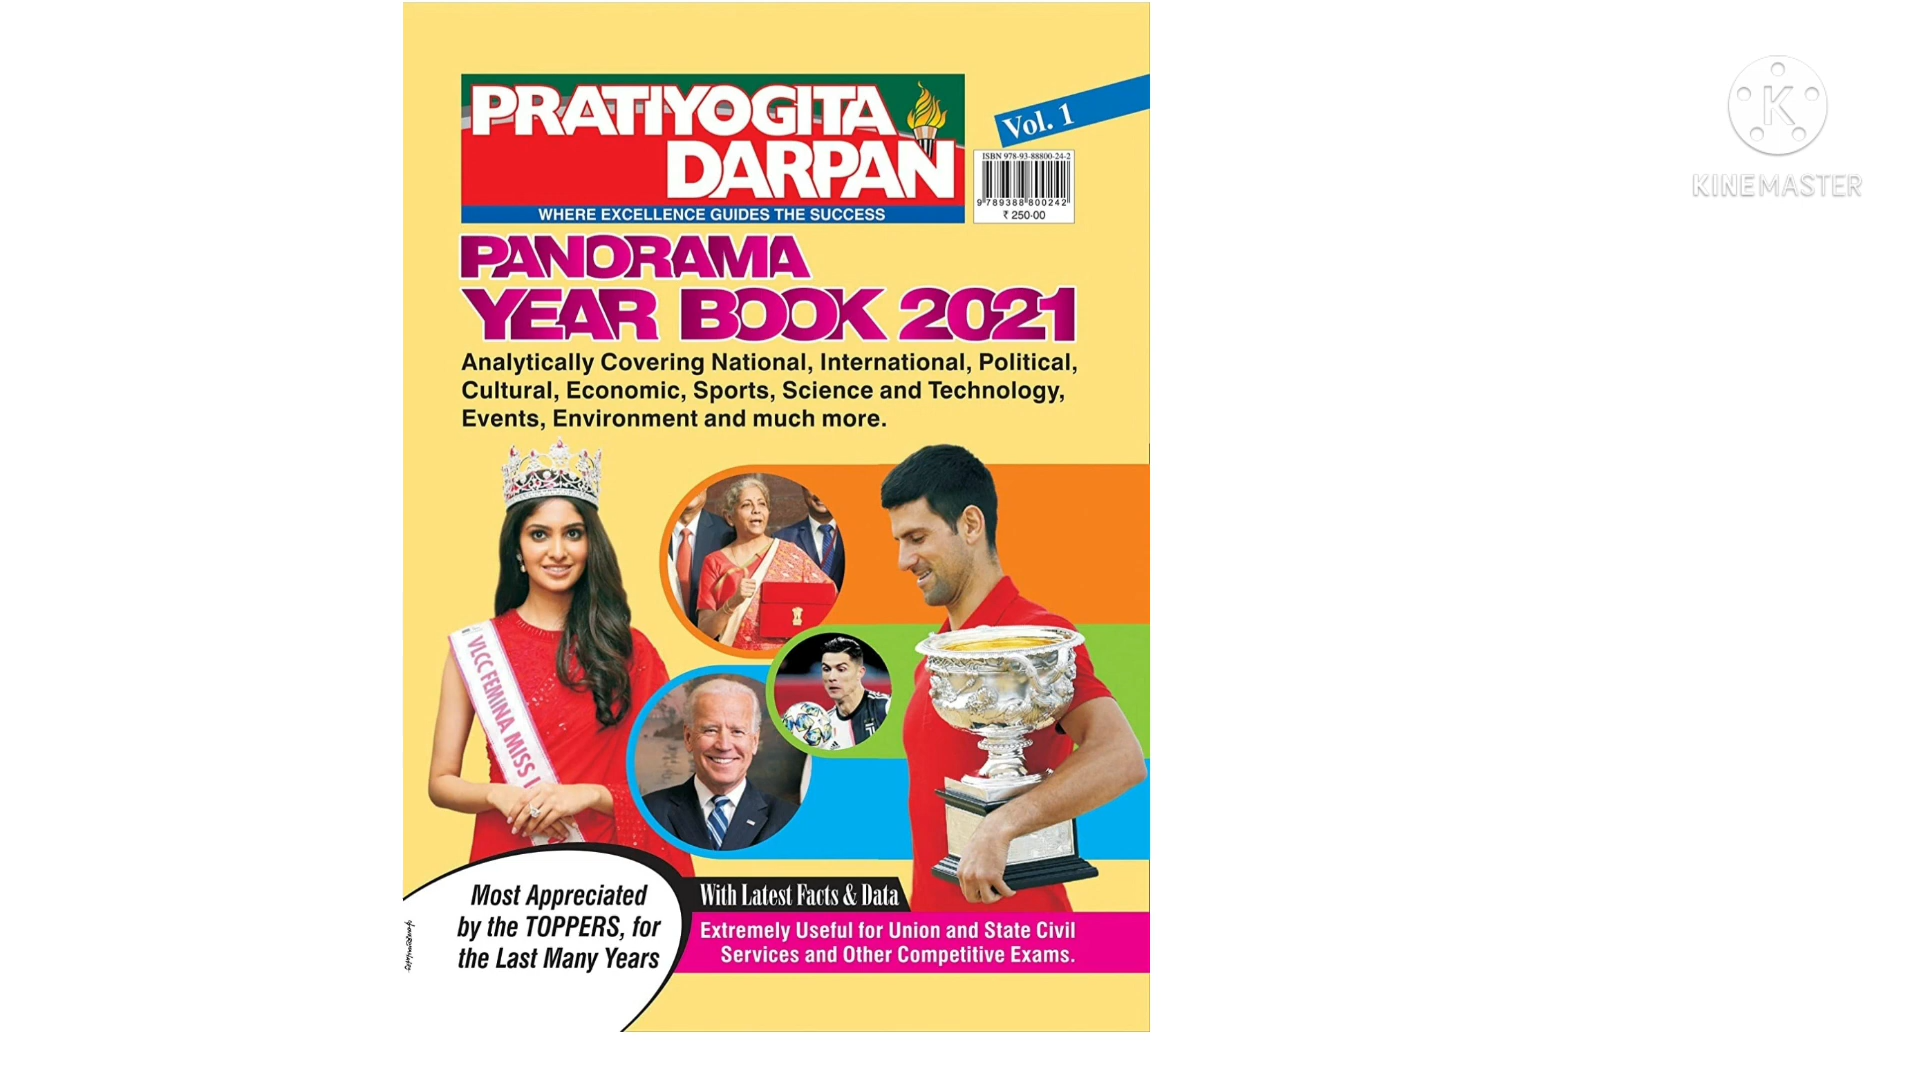 PRATIYOGITA
DARPAN
WHERE EXCELLENCE GUIDES THE SUCCESS
Vol. 1
ISBN 978-93-88800-24-2
9 789388 800242
₹ 250·00
KINEMASTER
PANORAMA
YEAR BOOK 2021
Analytically Covering National, International, Political,
Cultural, Economic, Sports, Science and Technology,
Events, Environment and much more.
VLCC FEMINA MISS I
Most Appreciated
by the TOPPERS, for
the Last Many Years
With Latest Facts & Data
Extremely Useful for Union and State Civil
Services and Other Competitive Exams.